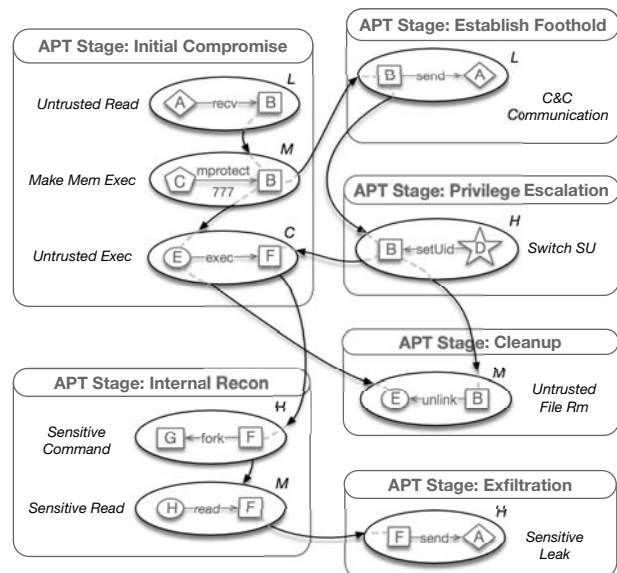 APT Stage: Initial Compromise
L
Untrusted Read
A recv B
M
Make Mem Exec
C mprotect B
777
C
Untrusted Exec
E exec F
APT Stage: Establish Foothold
L
B send A
C&C
Communication
APT Stage: Privilege Escalation
H
B setUid D
Switch SU
APT Stage: Cleanup
M
E unlink B
Untrusted
File Rm
APT Stage: Internal Recon
H
Sensitive
Command
G fork F
M
Sensitive Read
H read F
APT Stage: Exfiltration
H
F send A
Sensitive
Leak